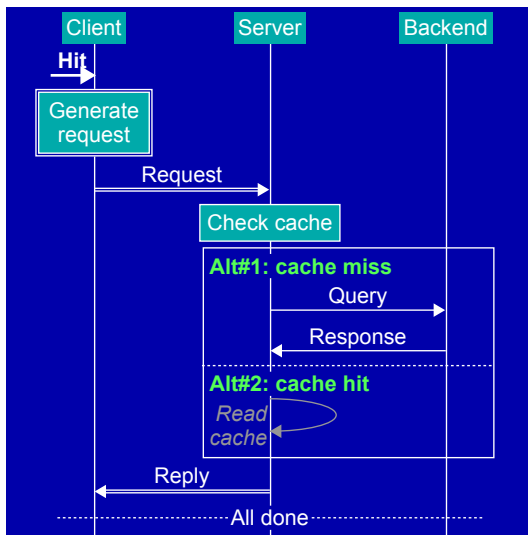 Client
Server
Backend
Hit
Generate
request
Request
Check cache
Alt#1: cache miss
Query
Response
Alt#2: cache hit
Read
cache
Reply
All done